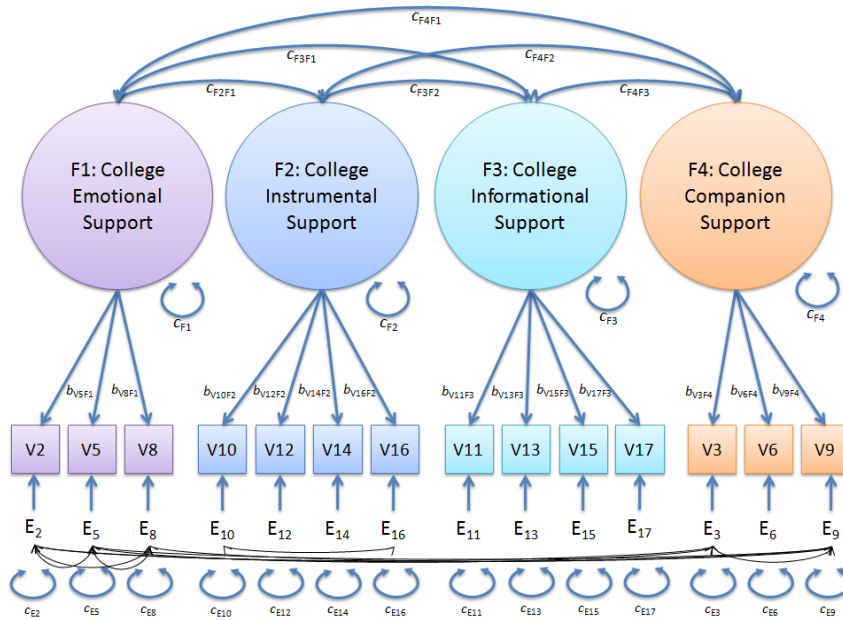 cF4F1
cF3F1
cF4F2
cF2F1
cF3F2
cF4F3
F1: College
Emotional
Support
F2: College
Instrumental
Support
F3: College
Informational
Support
F4: College
Companion
Support
cF1
cF2
cF3
cF4
bV5F1
bV8F1
bV10F2
bV12F2
bV14F2
bV16F2
bV11F3
bV13F3
bV15F3
bV17F3
bV3F4
bV6F4
bV9F4
V2 V5 V8 V10 V12 V14 V16 V11 V13 V15 V17 V3 V6 V9
E2 E5 E8 E10 E12 E14 E16 E11 E13 E15 E17 E3 E6 E9
cE2 cE5 cE8 cE10 cE12 cE14 cE16 cE11 cE13 cE15 cE17 cE3 cE6 cE9